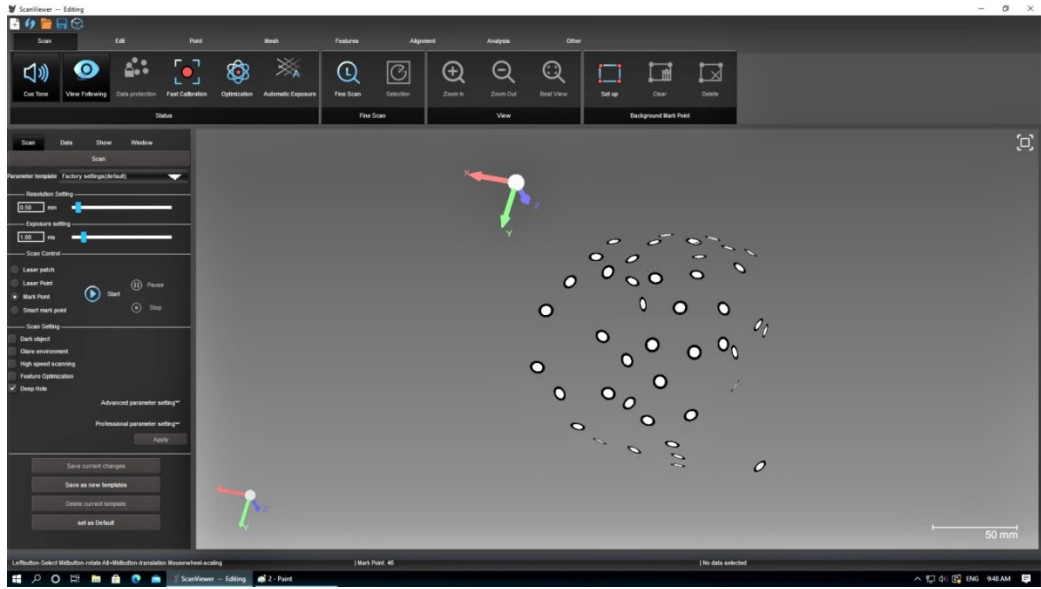 ScanViewer -- Editing
Scan Edit Point Mesh Features Alignment Analysis Other
Cue Tone View Following Data protection Fast Calibration Optimization Automatic Exposure Fine Scan Selection Zoom In Zoom Out Best View Set up Clear Delete
Status Fine Scan View Background Mark Point
Scan Data Show Window
Scan
Parameter template Factory settings(default)
Resolution Setting
0.50 mm
Exposure setting
1.00 ms
Scan Control
Laser patch
Laser Point
Mark Point
Smart mark point
Start
Pause
Stop
Scan Setting
Dark object
Glare environment
High speed scanning
Feature Optimization
Deep Hole
Advanced parameter setting
Professional parameter setting
Apply
Save current changes
Save as new templates
Delete current template
set as Default
X
Z
Y
Z
Y
50 mm
Leftbutton-Select Midbutton-rotate Alt+Midbutton-translation Mousewheel-scaling | Mark Point 46 | No data selected
ScanViewer -- Editing 2 - Paint ENG 9:48 AM